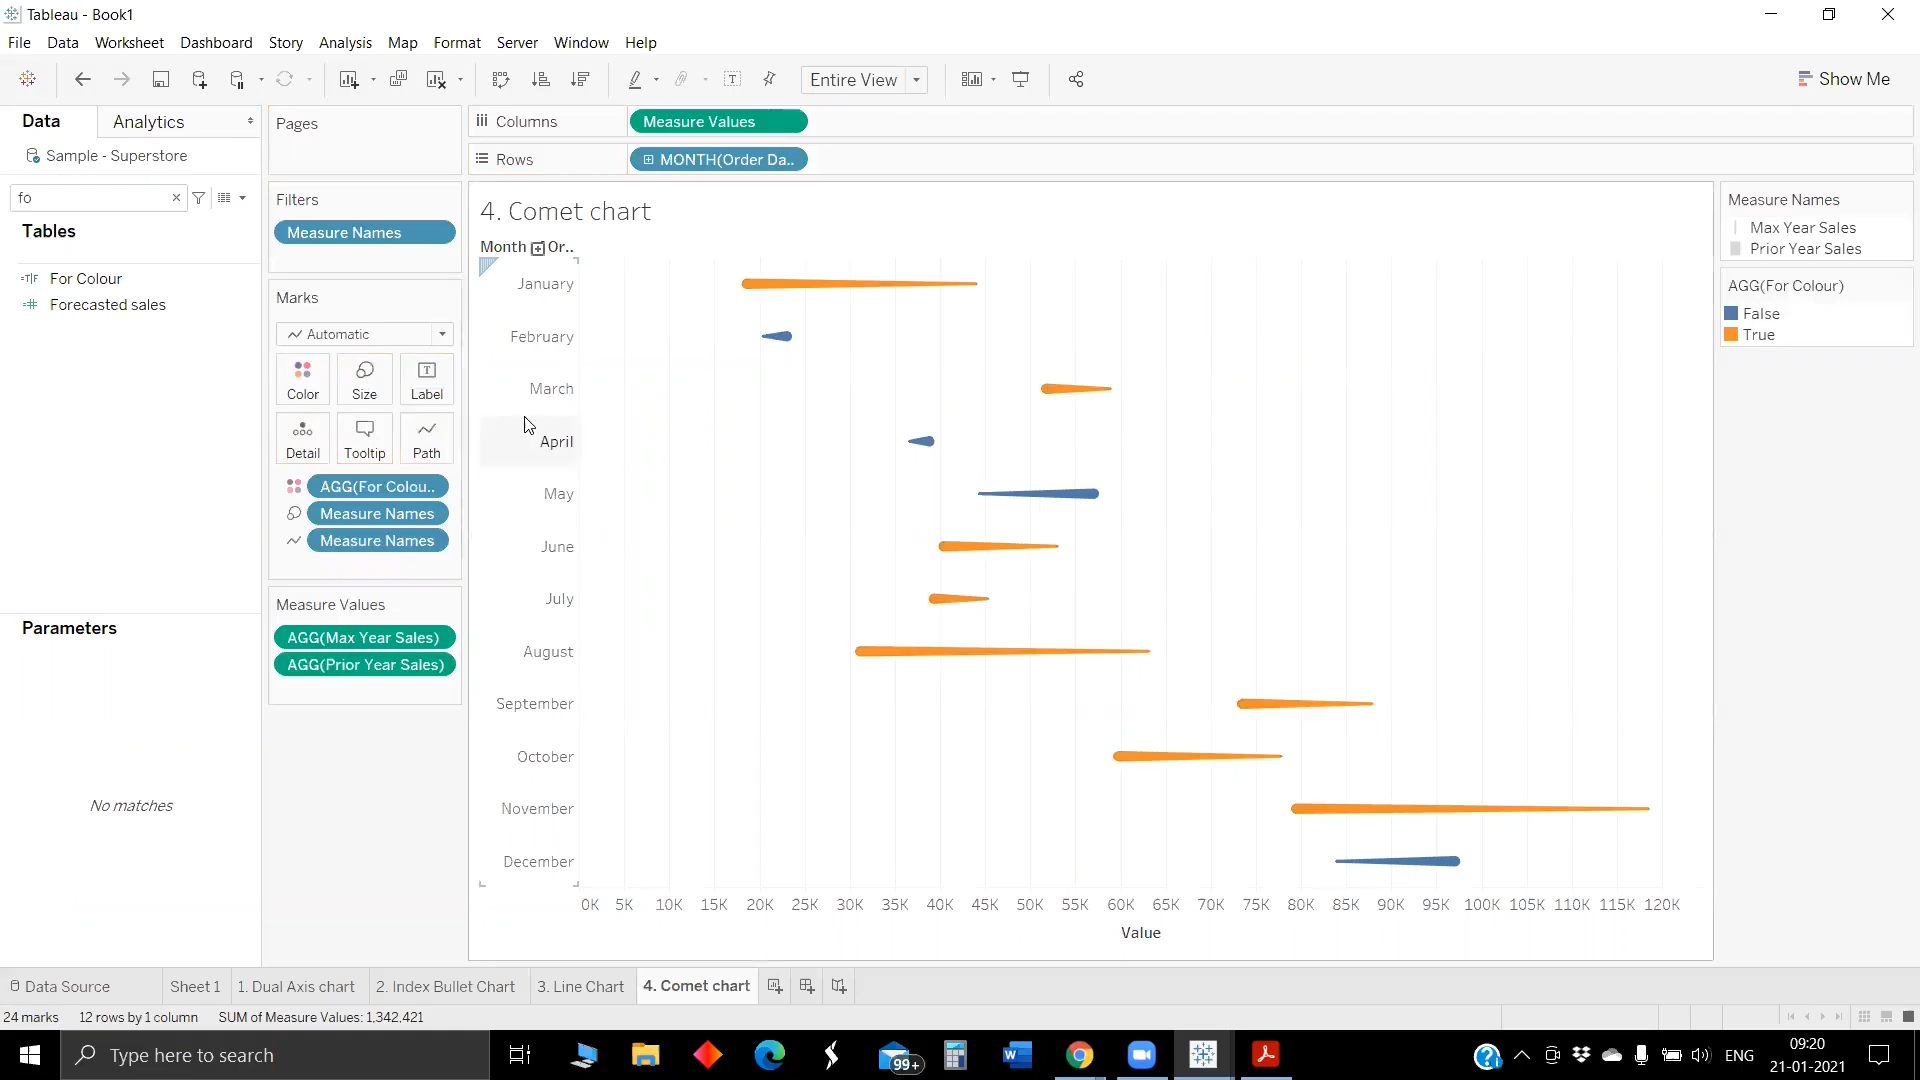 Tableau - Book1
File Data Worksheet Dashboard Story Analysis Map Format Server Window Help
Entire View
Show Me
Data Analytics
Sample - Superstore
fo
Tables
For Colour
Forecasted sales
Parameters
No matches
Pages
Filters
Measure Names
Marks
Automatic
Color Size Label
Detail Tooltip Path
AGG(For Colou..
Measure Names
Measure Names
Measure Values
AGG(Max Year Sales)
AGG(Prior Year Sales)
Columns Measure Values
Rows MONTH(Order Da..
4. Comet chart
Month Or..
January
February
March
April
May
June
July
August
September
October
November
December
0K 5K 10K 15K 20K 25K 30K 35K 40K 45K 50K 55K 60K 65K 70K 75K 80K 85K 90K 95K 100K 105K 110K 115K 120K
Value
Measure Names
Max Year Sales
Prior Year Sales
AGG(For Colour)
False
True
Data Source Sheet 1 1. Dual Axis chart 2. Index Bullet Chart 3. Line Chart 4. Comet chart
24 marks 12 rows by 1 column SUM of Measure Values: 1,342,421
Type here to search
99+
ENG
09:20
21-01-2021